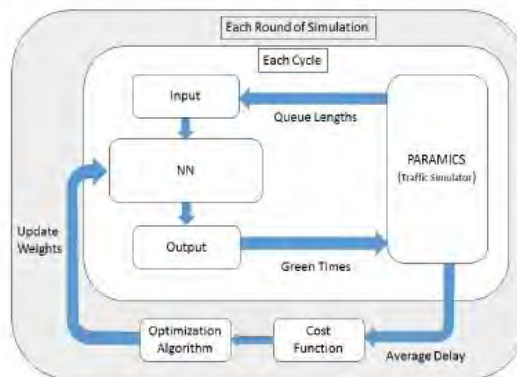 Each Round of Simulation
Each Cycle
Input
Queue Lengths
NN
PARAMICS
(Traffic Simulator)
Update
Weights
Output
Green Times
Optimization
Algorithm
Cost
Function
Average Delay